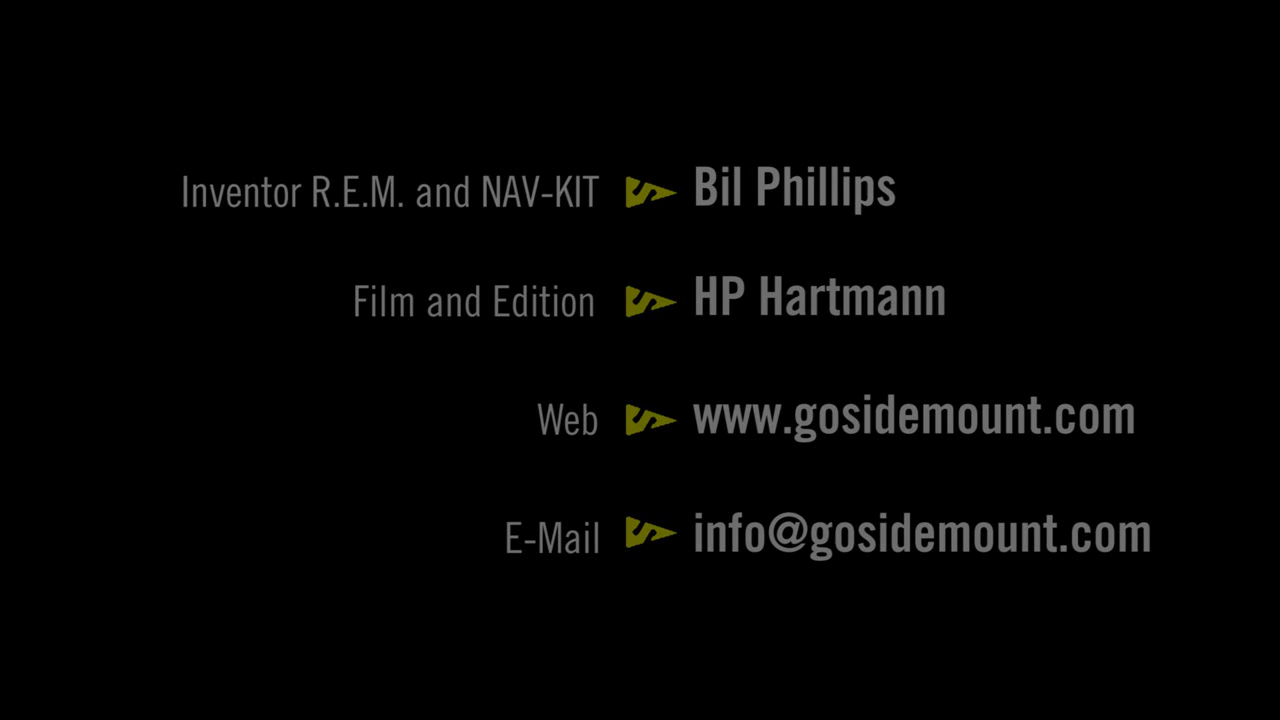 Inventor R.E.M. and NAV-KIT Bil Phillips
Film and Edition HP Hartmann
Web www.gosidemount.com
E-Mail info@gosidemount.com